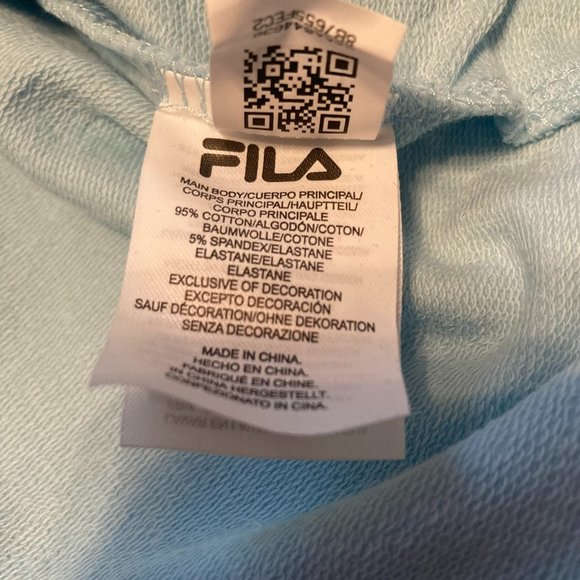 8B7655FEC2
FILA
MAIN BODY/CUERPO PRINCIPAL/
CORPS PRINCIPAL/HAUPTTEIL/
CORPO PRINCIPALE
95% COTTON/ALGODÓN/COTON/
BAUMWOLLE/COTONE
5% SPANDEX/ELASTANE
ELASTANE/ELASTANE
ELASTANE
EXCLUSIVE OF DECORATION
EXCEPTO DECORACIÓN
SAUF DÉCORATION/OHNE DEKORATION
SENZA DECORAZIONE
MADE IN CHINA.
HECHO EN CHINA.
FABRIQUÉ EN CHINE.
IN CHINA HERGESTELLT.
CONFEZIONATO IN CINA.